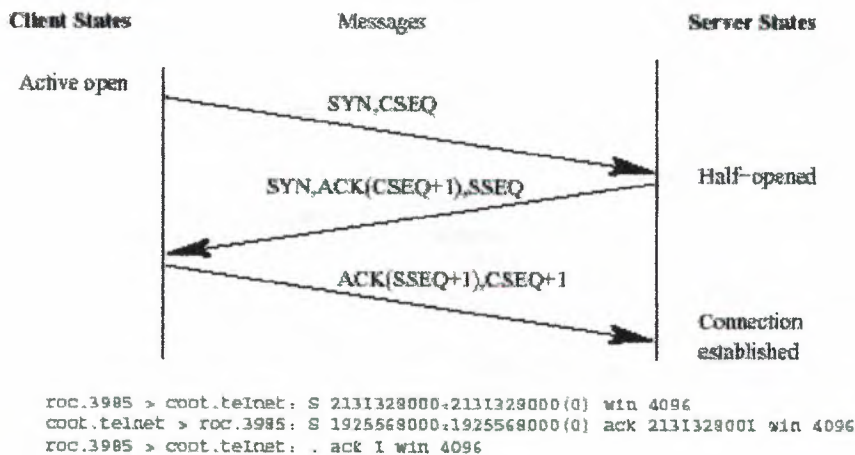 Client States Messages Server States
Active open
SYN,CSEQ
SYN,ACK(CSEQ+1),SSEQ
Half-opened
ACK(SSEQ+1),CSEQ+1
Connection
established
roc.3985 > coot.telnet: S 2131328000:2131328000(0) win 4096
coot.telnet > roc.3985: S 1925568000:1925568000(0) ack 2131328001 win 4096
roc.3985 > coot.telnet: . ack 1 win 4096